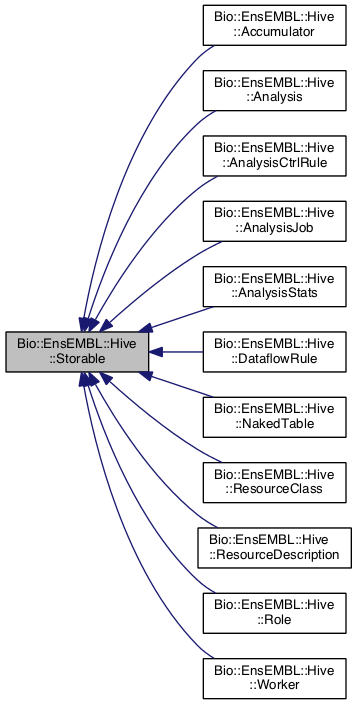 Bio::EnsEMBL::Hive
::Accumulator
Bio::EnsEMBL::Hive
::Analysis
Bio::EnsEMBL::Hive
::AnalysisCtrlRule
Bio::EnsEMBL::Hive
::AnalysisJob
Bio::EnsEMBL::Hive
::AnalysisStats
Bio::EnsEMBL::Hive
::Storable
Bio::EnsEMBL::Hive
::DataflowRule
Bio::EnsEMBL::Hive
::NakedTable
Bio::EnsEMBL::Hive
::ResourceClass
Bio::EnsEMBL::Hive
::ResourceDescription
Bio::EnsEMBL::Hive
::Role
Bio::EnsEMBL::Hive
::Worker